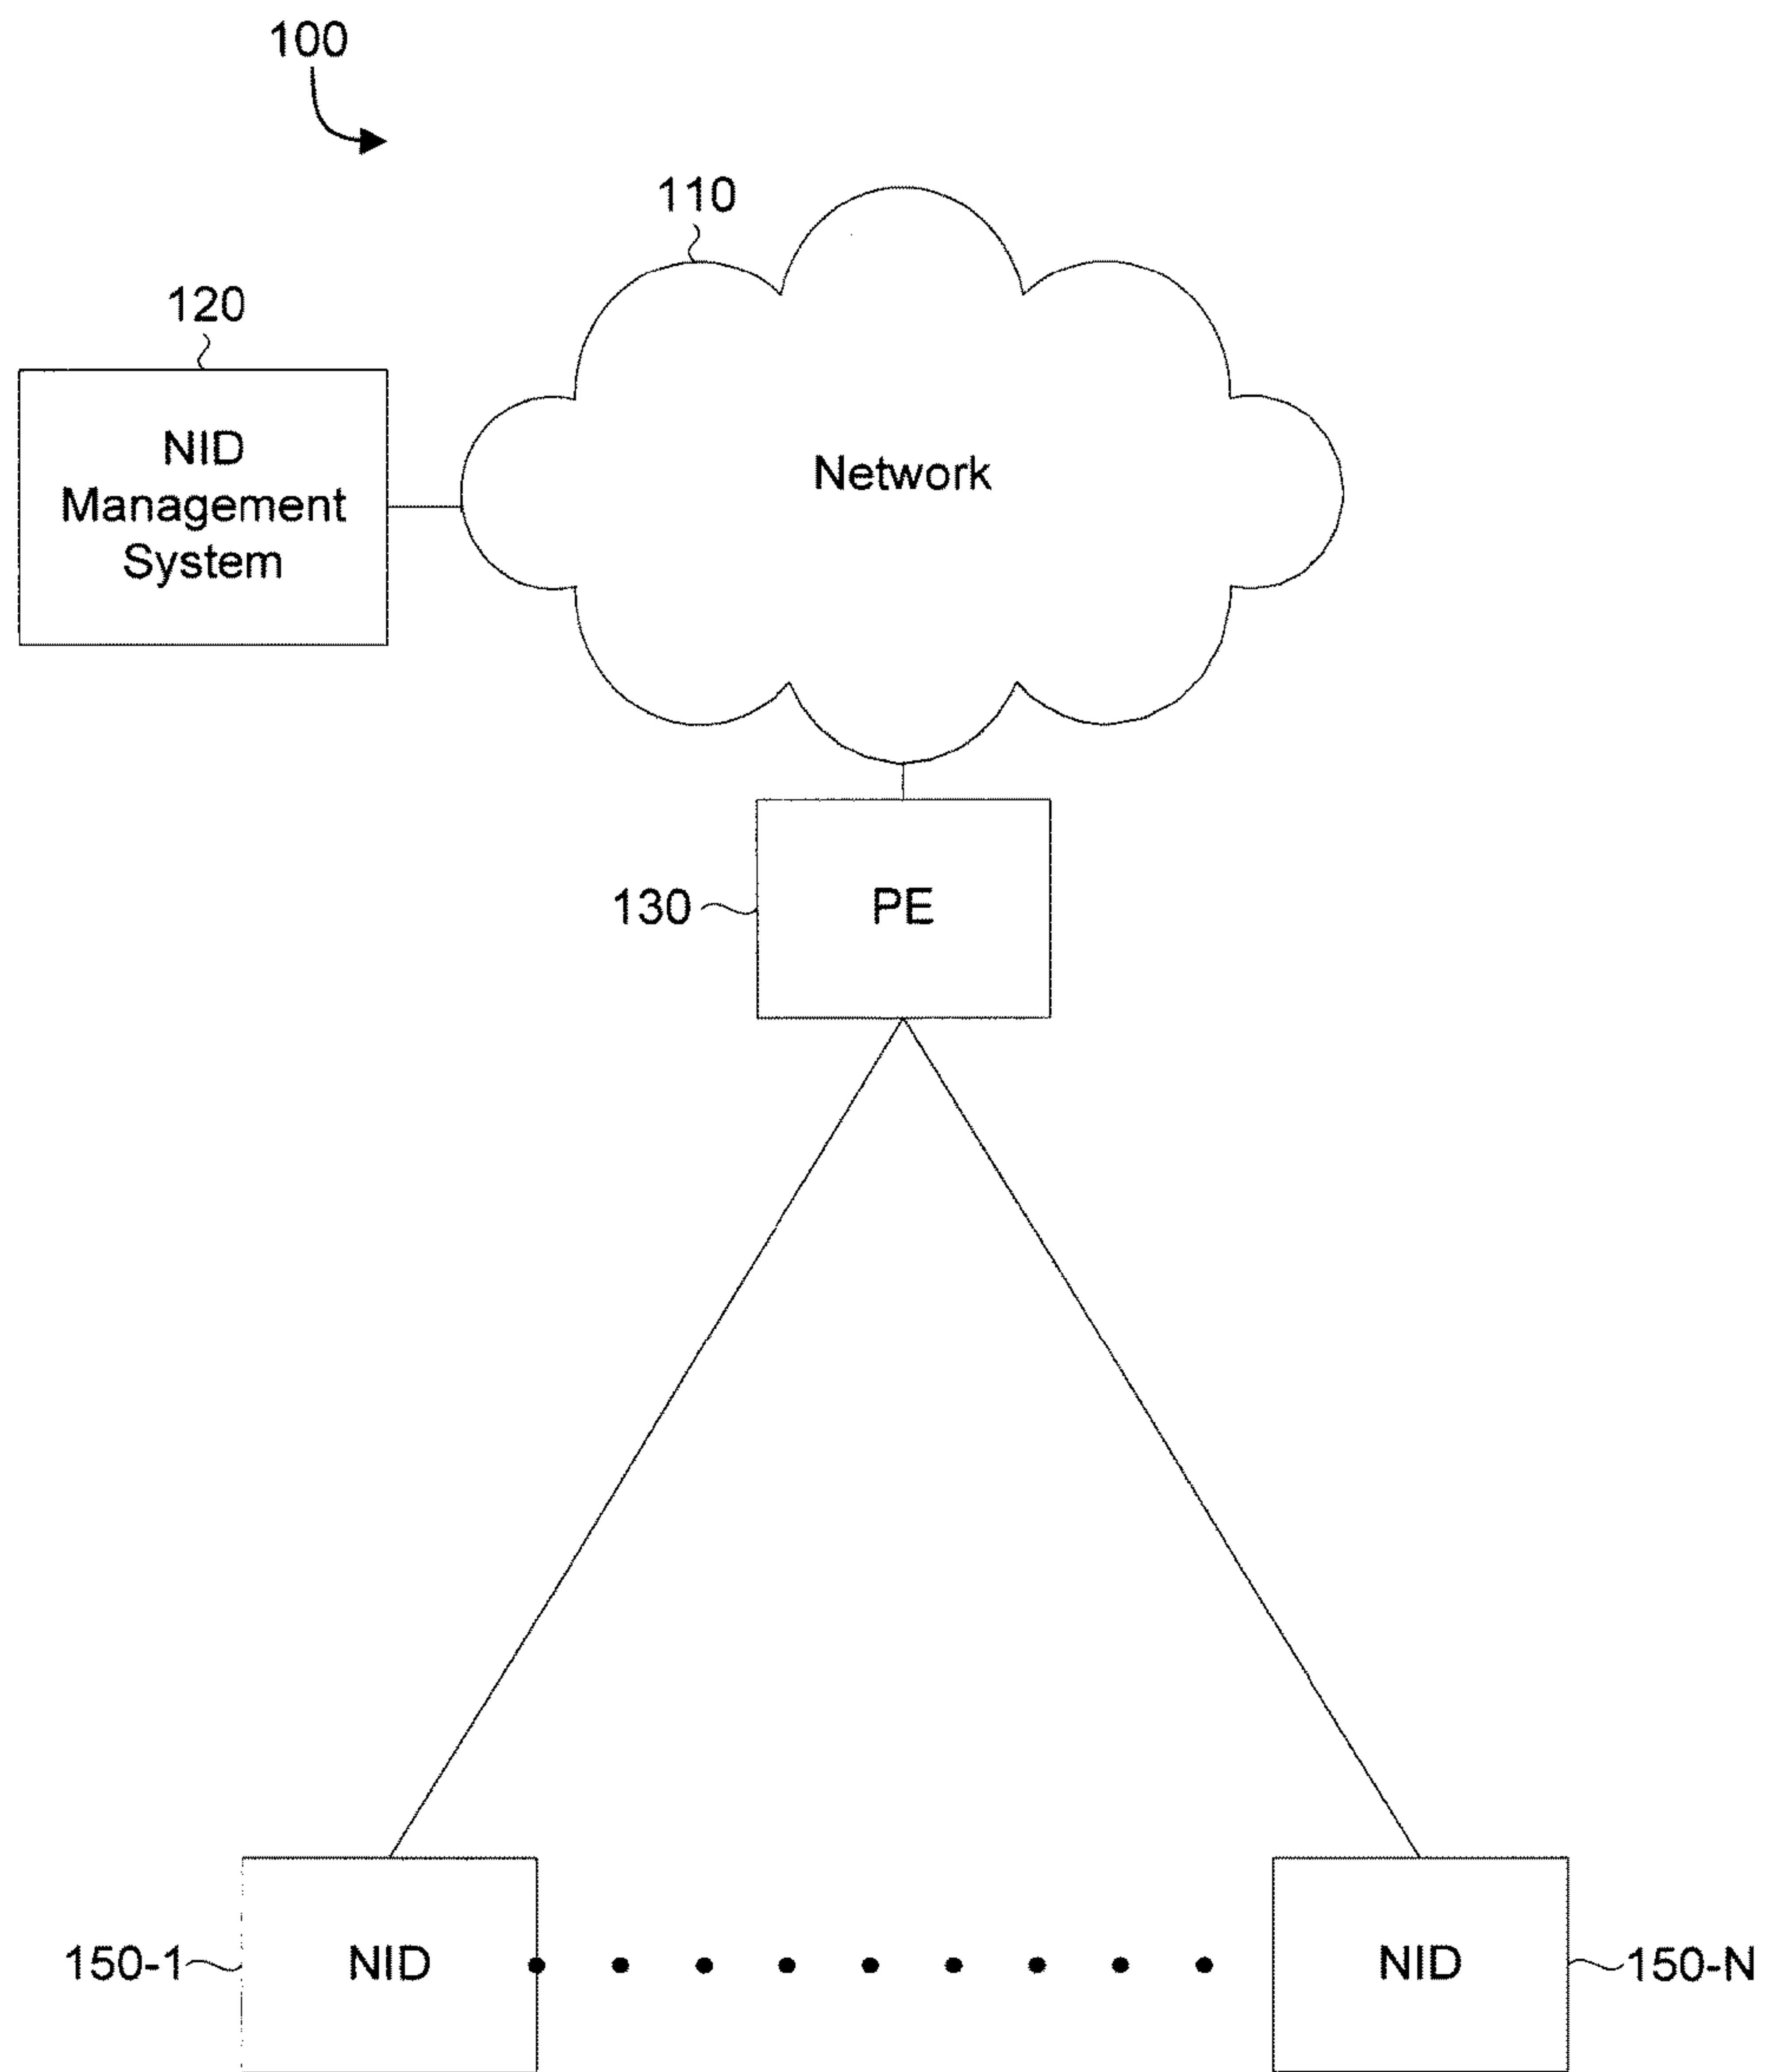 100
110
120
NID
Management
System
Network
130
PE
150-1
NID
NID
150-N